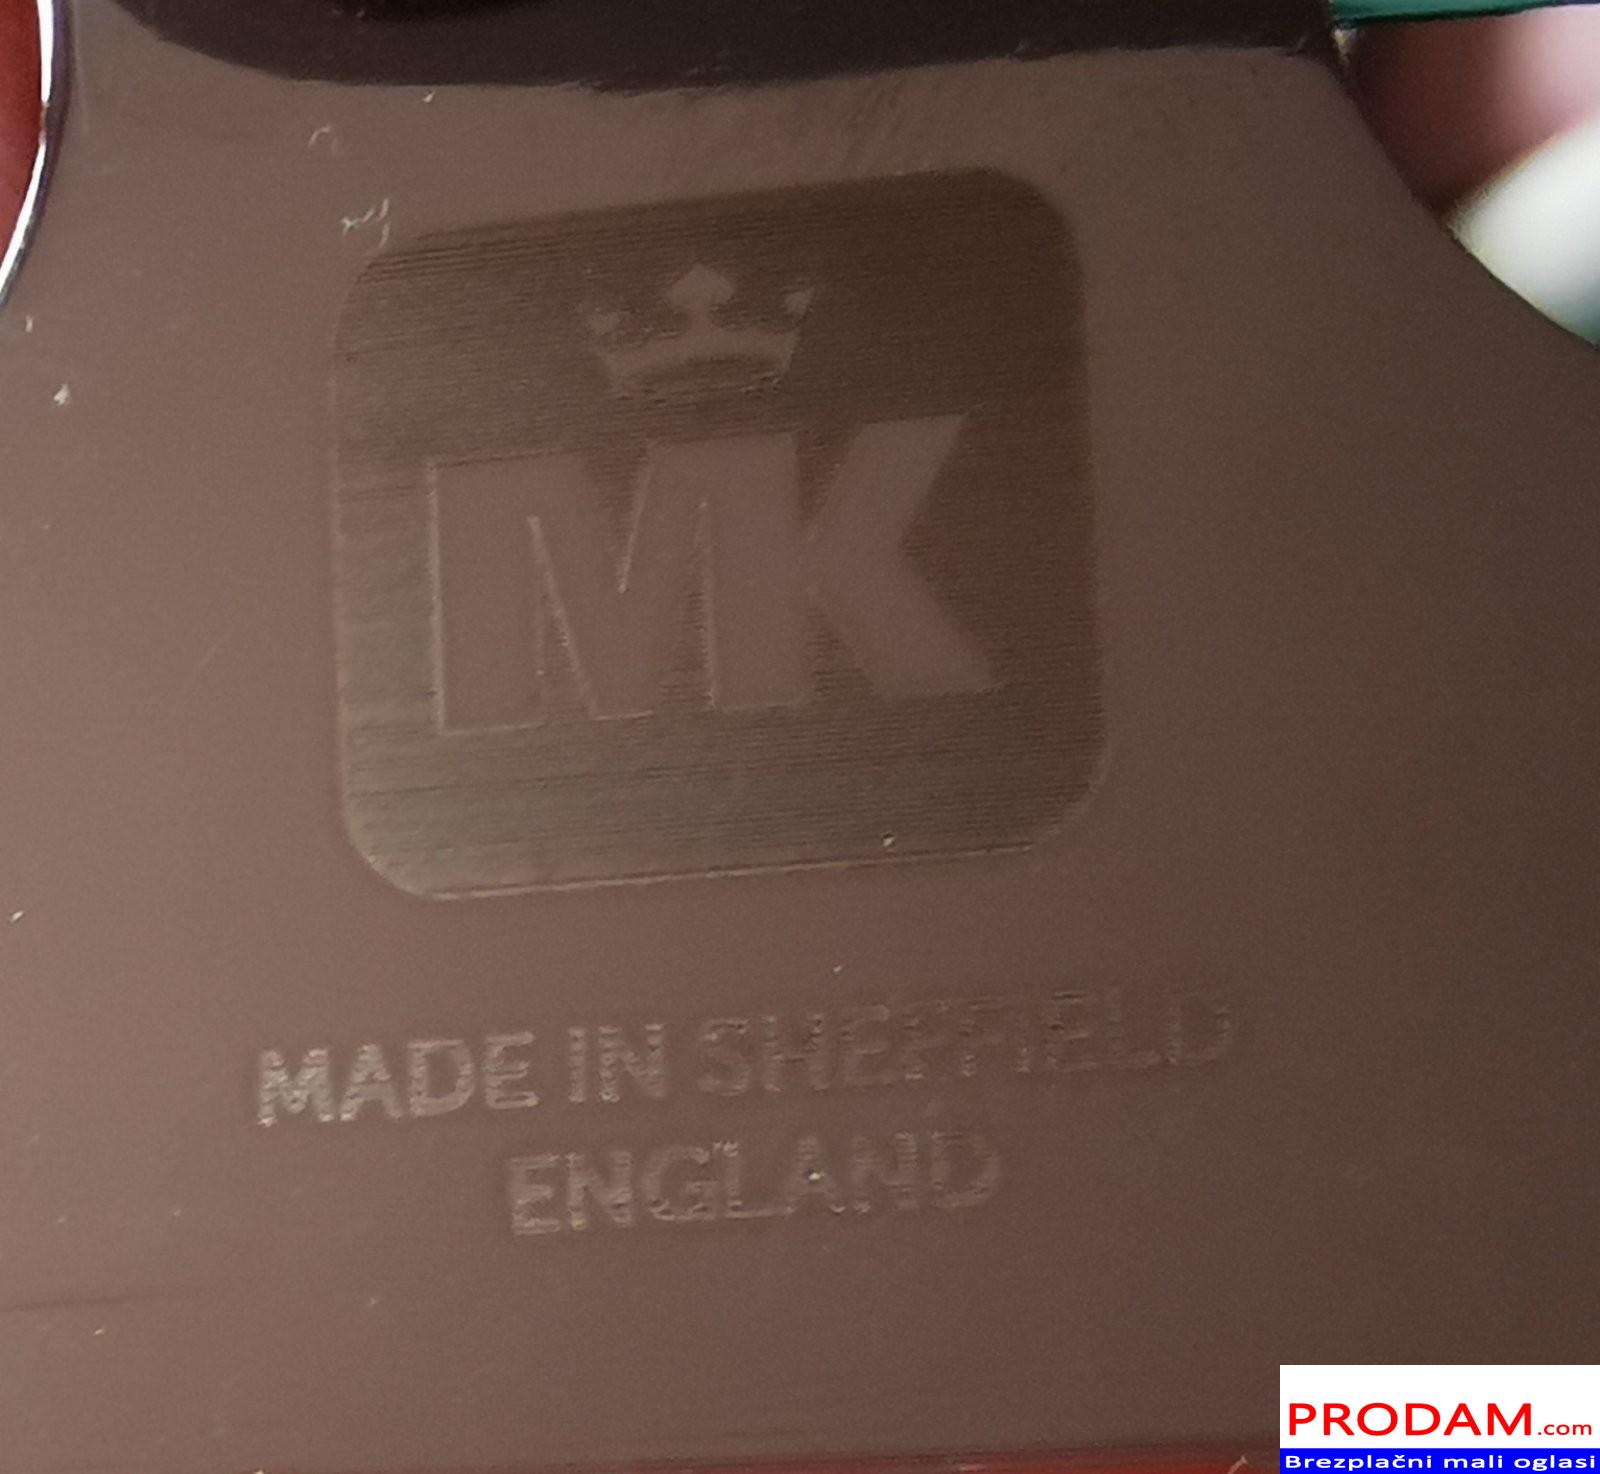 MK
MADE IN SHEFFIELD
ENGLAND
PRODAM.com
Brezplačni mali oglasi